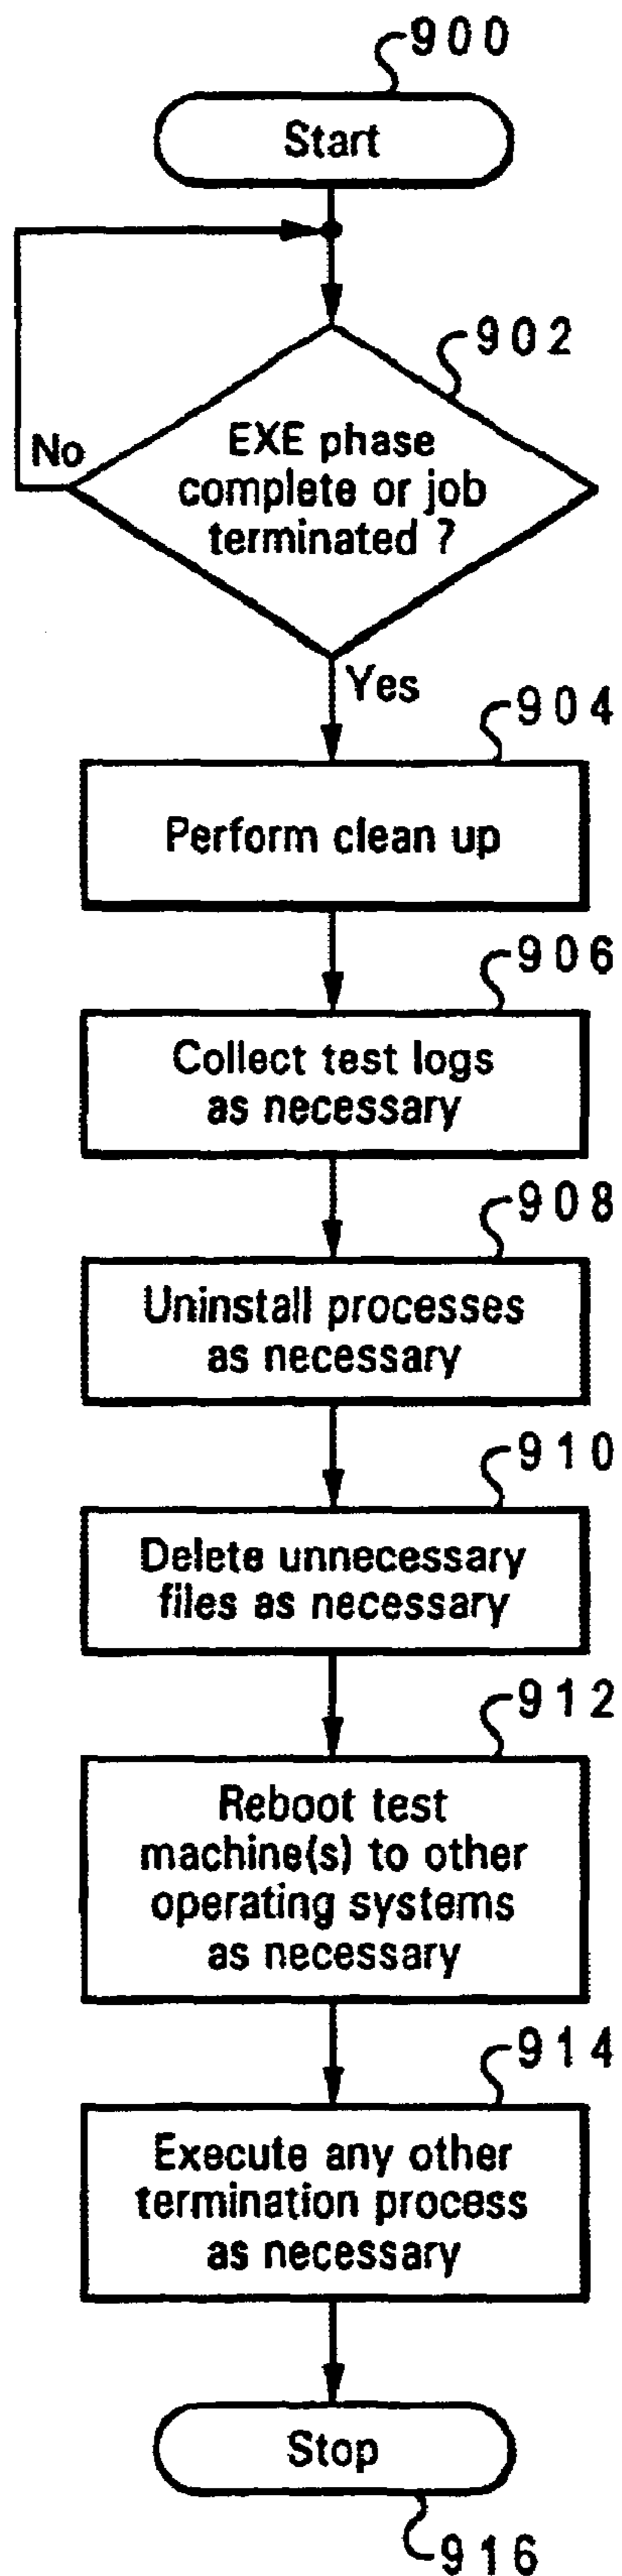 900
Start
902
EXE phase
complete or job
terminated ?
No
Yes
904
Perform clean up
906
Collect test logs
as necessary
908
Uninstall processes
as necessary
910
Delete unnecessary
files as necessary
912
Reboot test
machine(s) to other
operating systems
as necessary
914
Execute any other
termination process
as necessary
Stop
916